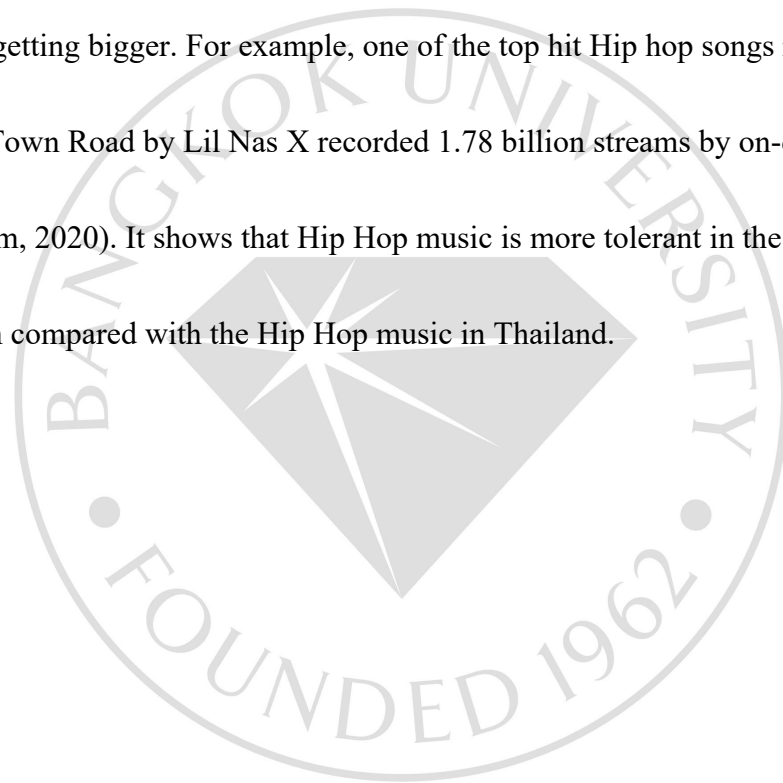 getting bigger. For example, one of the top hit Hip hop songs
Town Road by Lil Nas X recorded 1.78 billion streams by on-
m, 2020). It shows that Hip Hop music is more tolerant in the
compared with the Hip Hop music in Thailand.
BANGKOK UNIVERSITY
FOUNDED 1962